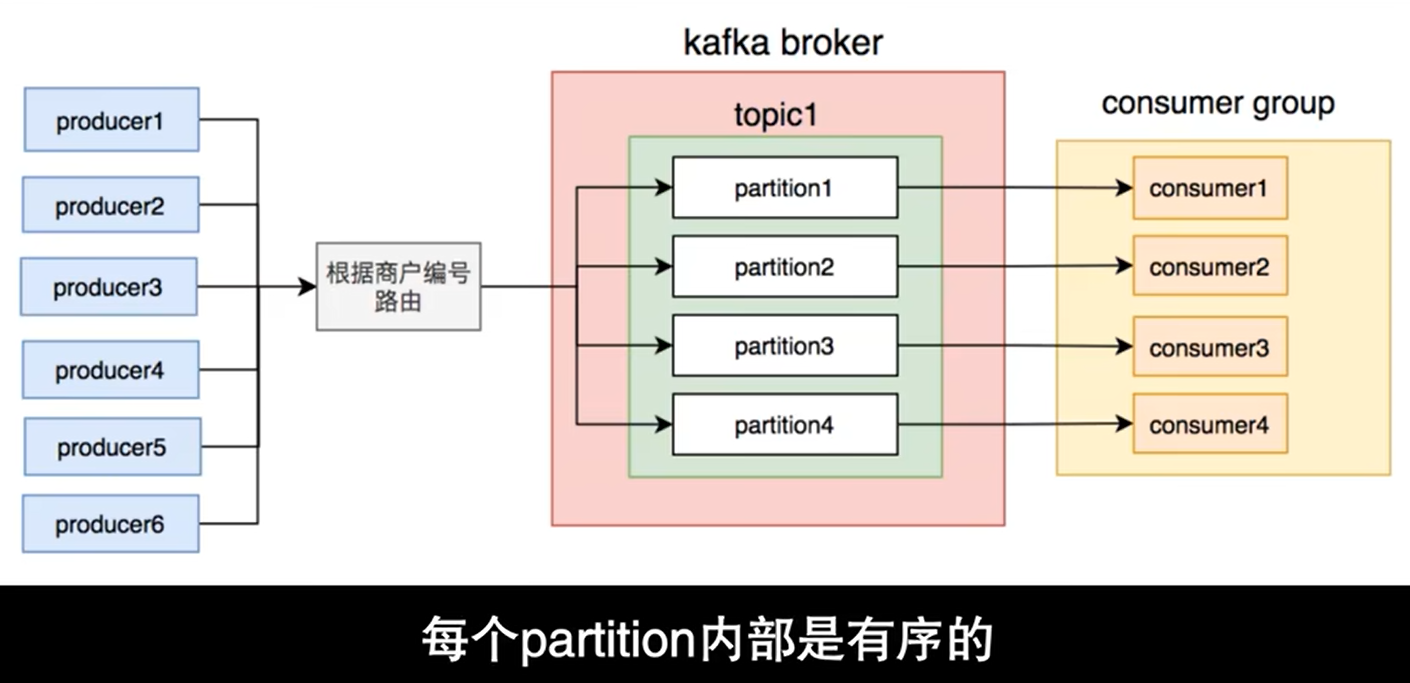 kafka broker
consumer group
topic1
producer1
producer2
producer3
producer4
producer5
producer6
根据商户编号
路由
partition1
partition2
partition3
partition4
consumer1
consumer2
consumer3
consumer4
每个partition内部是有序的